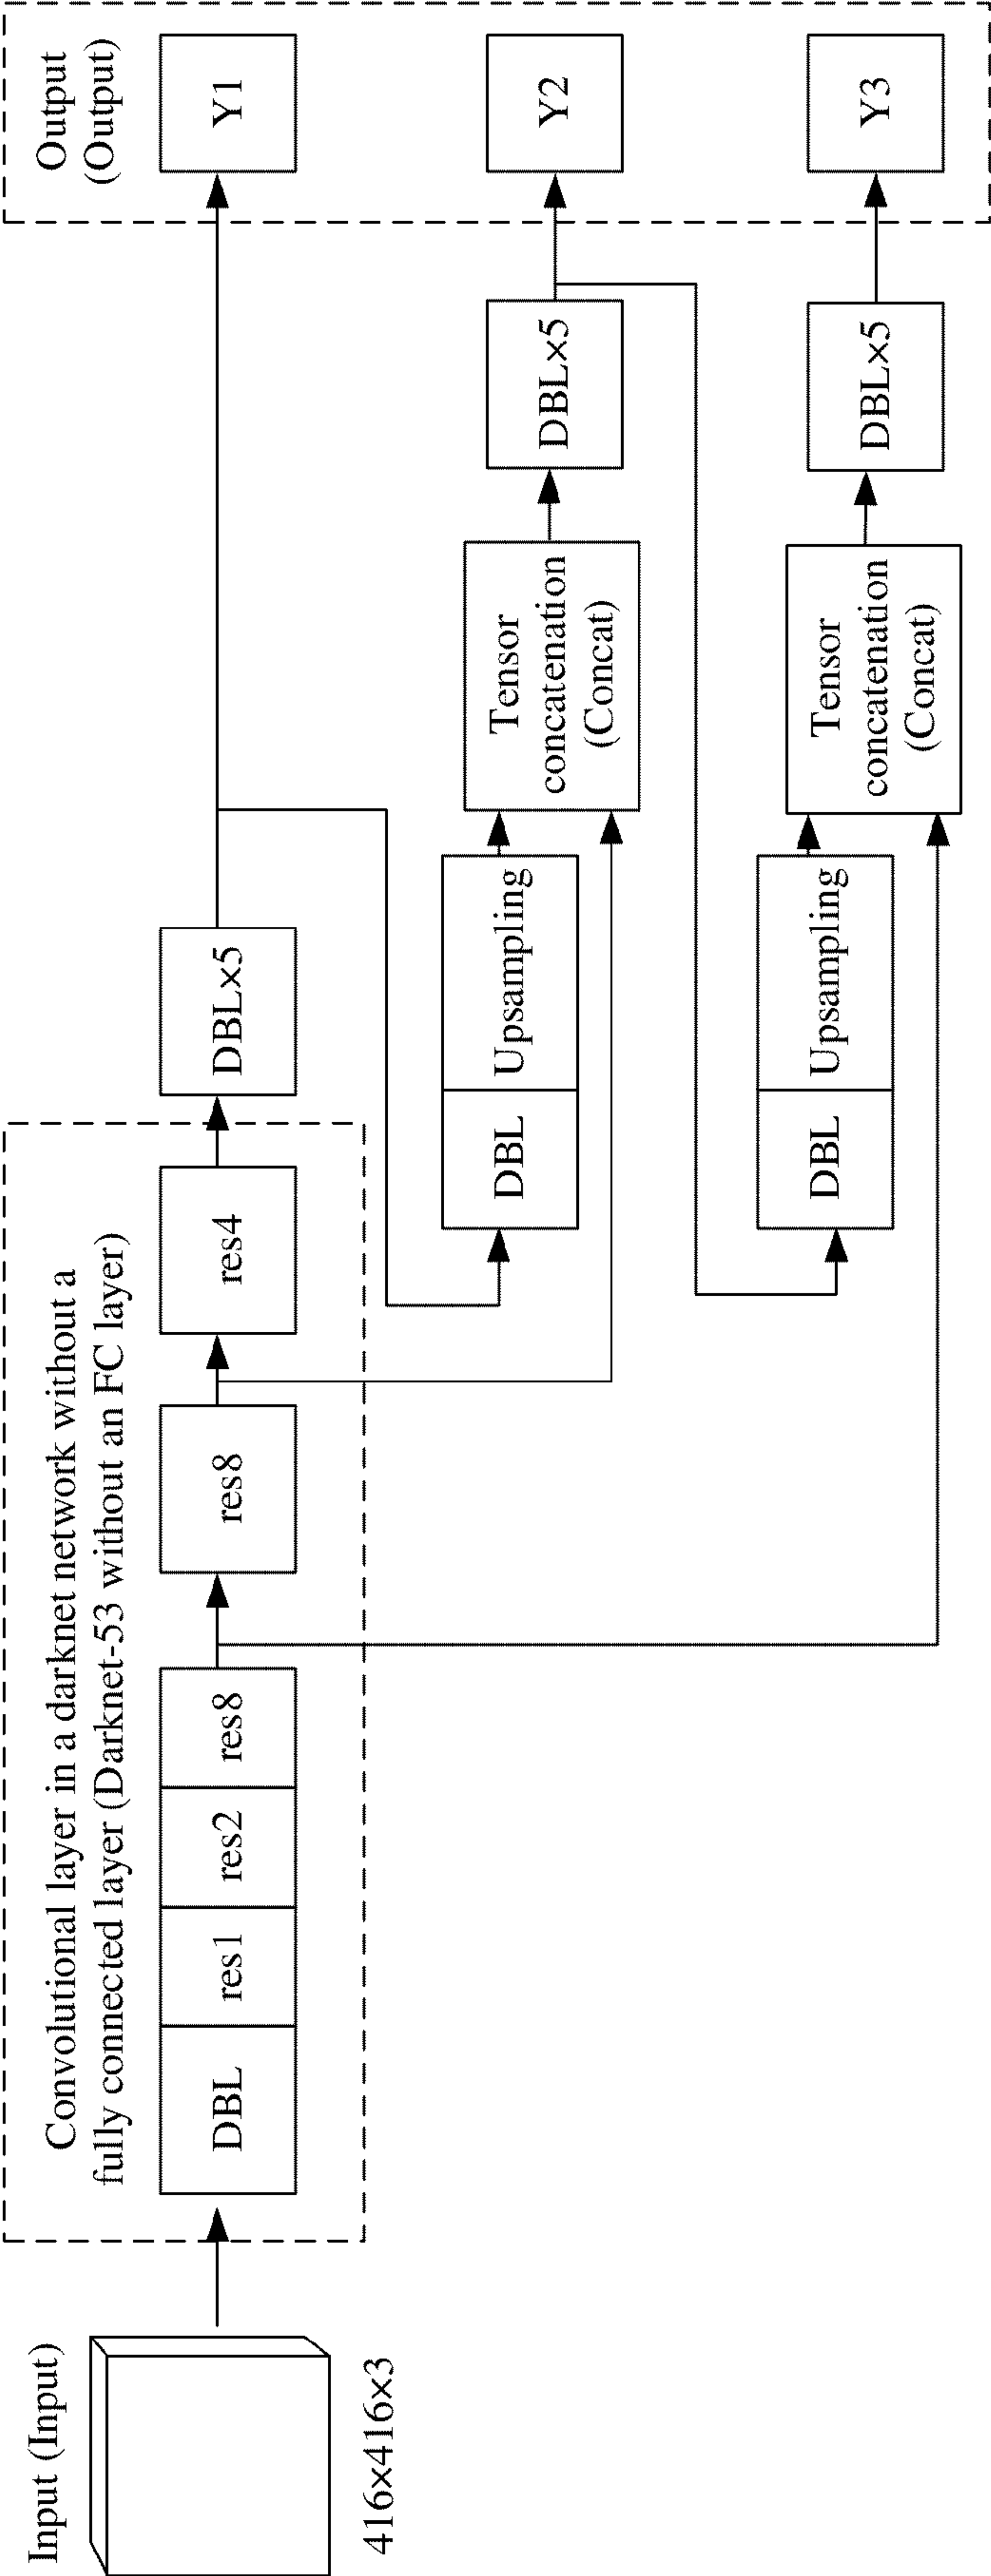 Input (Input)
416×416×3
Convolutional layer in a darknet network without a
fully connected layer (Darknet-53 without an FC layer)
DBL
res1
res2
res8
res8
res4
DBL×5
Output
(Output)
Y1
DBL
Upsampling
Tensor
concatenation
(Concat)
DBL×5
Y2
DBL
Upsampling
Tensor
concatenation
(Concat)
DBL×5
Y3